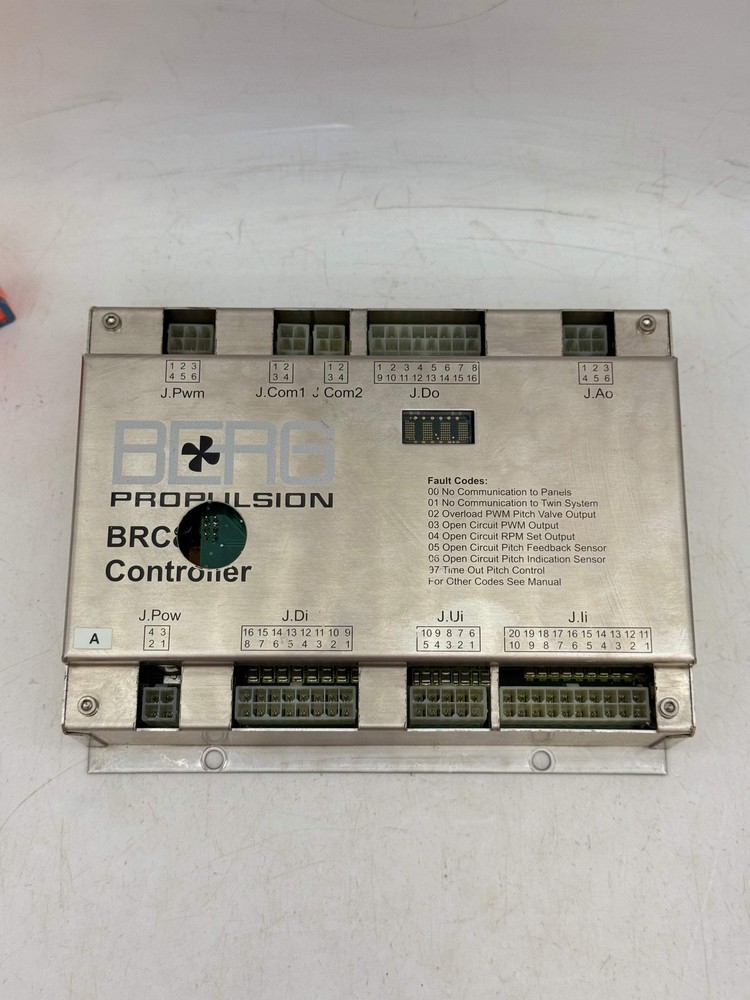 1 2 3
4 5 6
J.Pwm
1 2
3 4
J.Com1
1 2
3 4
J Com2
1 2 3 4 5 6 7 8
9 10 11 12 13 14 15 16
J.Do
1 2 3
4 5 6
J.Ao
BERG
PROPULSION
BRC
Controller
Fault Codes:
00 No Communication to Panels
01 No Communication to Twin System
02 Overload PWM Pitch Valve Output
03 Open Circuit PWM Output
04 Open Circuit RPM Set Output
05 Open Circuit Pitch Feedback Sensor
06 Open Circuit Pitch Indication Sensor
97 Time Out Pitch Control
For Other Codes See Manual
A
J.Pow
4 3
2 1
J.Di
16 15 14 13 12 11 10 9
8 7 6 5 4 3 2 1
J.Ui
10 9 8 7 6
5 4 3 2 1
J.Ii
20 19 18 17 16 15 14 13 12 11
10 9 8 7 6 5 4 3 2 1